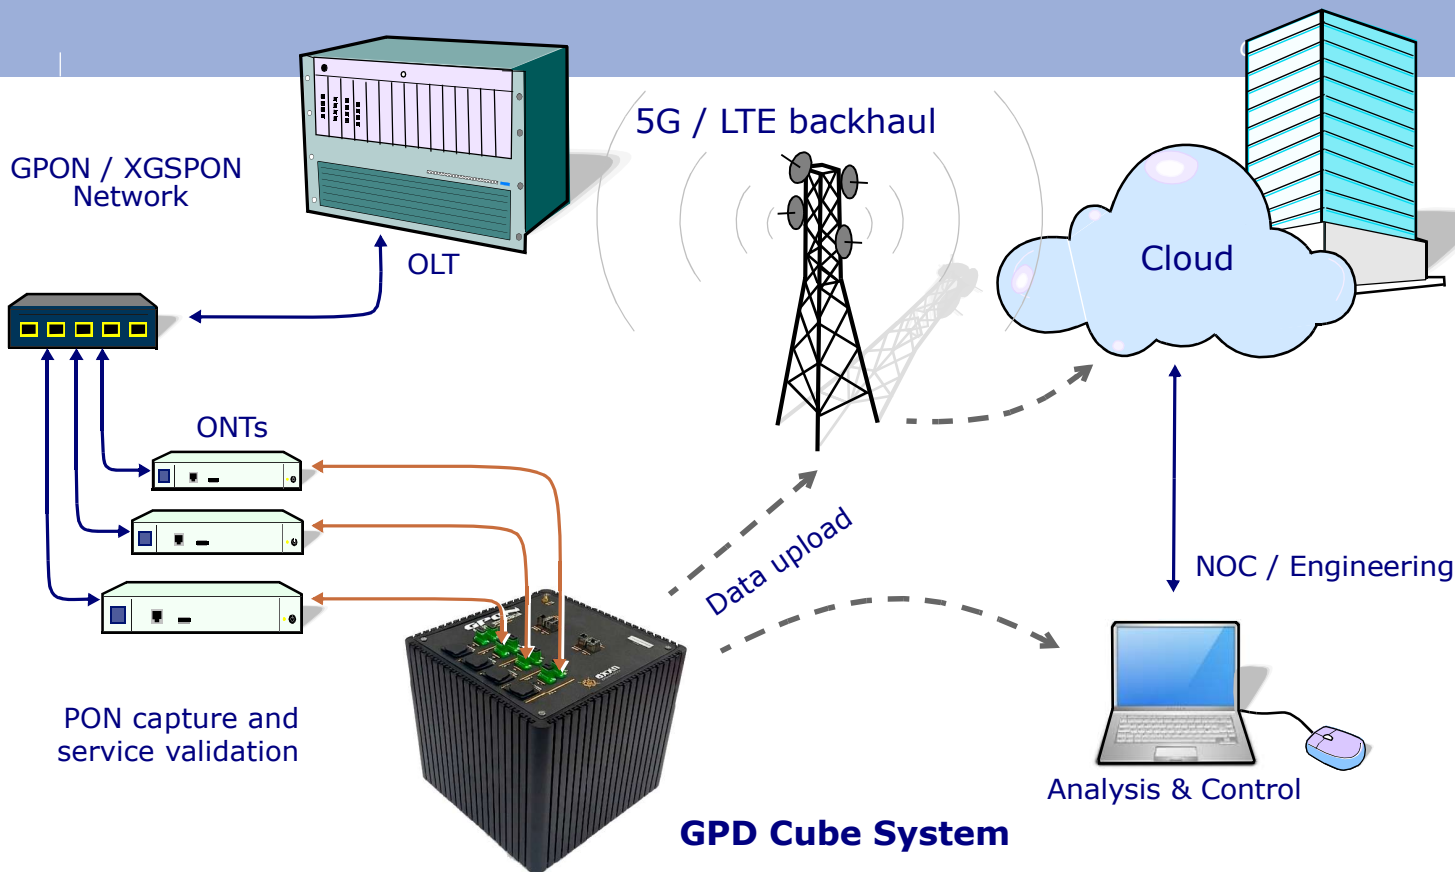 5G / LTE backhaul
GPON / XGSPON
Network
OLT
Cloud
ONTs
Data upload
NOC / Engineering
PON capture and
service validation
Analysis & Control
GPD Cube System